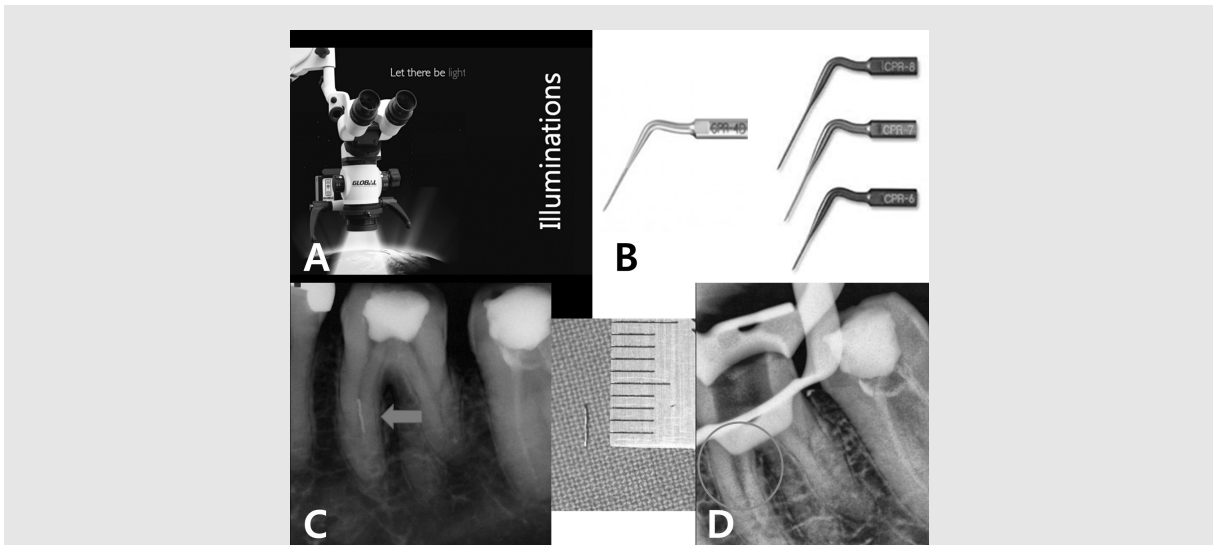 Let there be light
Illuminations
GLOBAL
A
CPR-4D
CPR-8
CPR-7
CPR-6
B
C
D